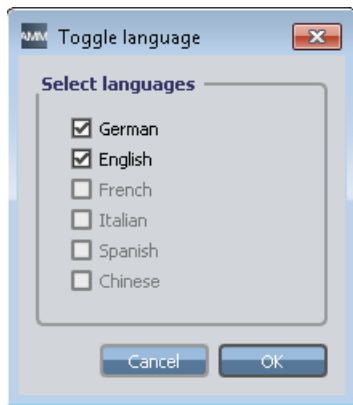 AMM Toggle language
Select languages
German
English
French
Italian
Spanish
Chinese
Cancel OK